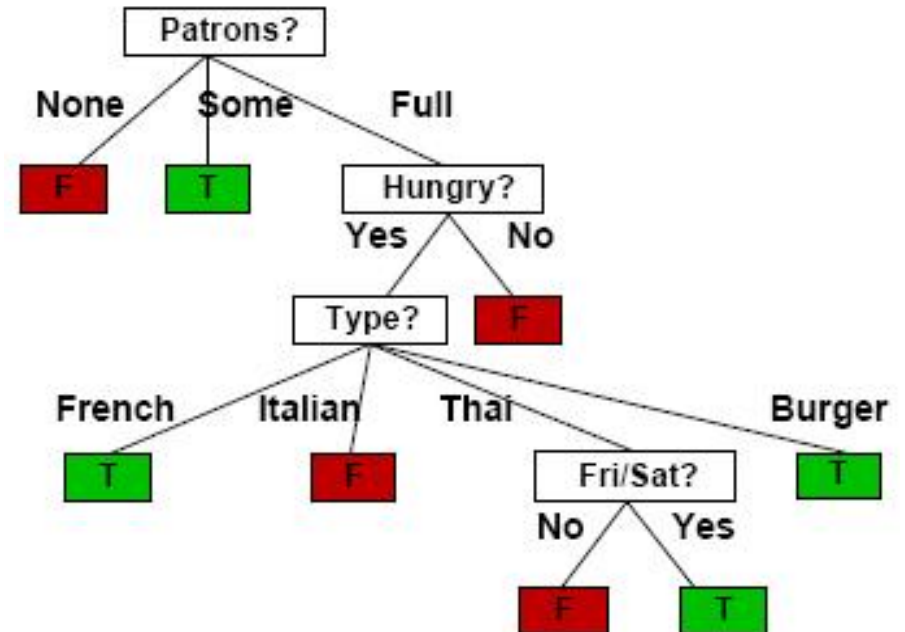 Patrons?
None Some Full
F T Hungry?
Yes No
Type? F
French Italian Thai Burger
T F Fri/Sat? T
No Yes
F T